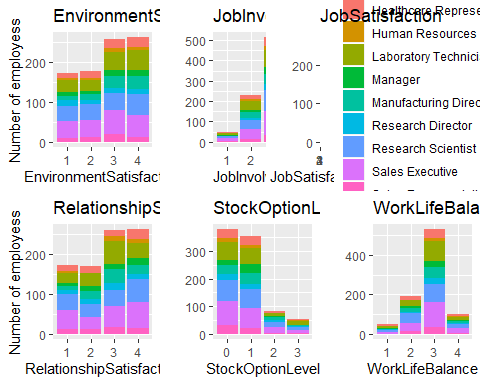 EnvironmentS
JobInv
JobSatisfaction
Number of employess
200
100
0
1 2 3 4
EnvironmentSatisfact
500
400
300
200
100
0
1 2
JobInvol
200
0
JobSatisfa
Healthcare Represe
Human Resources
Laboratory Technici
Manager
Manufacturing Direc
Research Director
Research Scientist
Sales Executive
RelationshipS
StockOptionL
WorkLifeBala
Number of employess
200
100
0
1 2 3 4
RelationshipSatisfact
300
200
100
0
0 1 2 3
StockOptionLevel
400
200
0
1 2 3 4
WorkLifeBalance